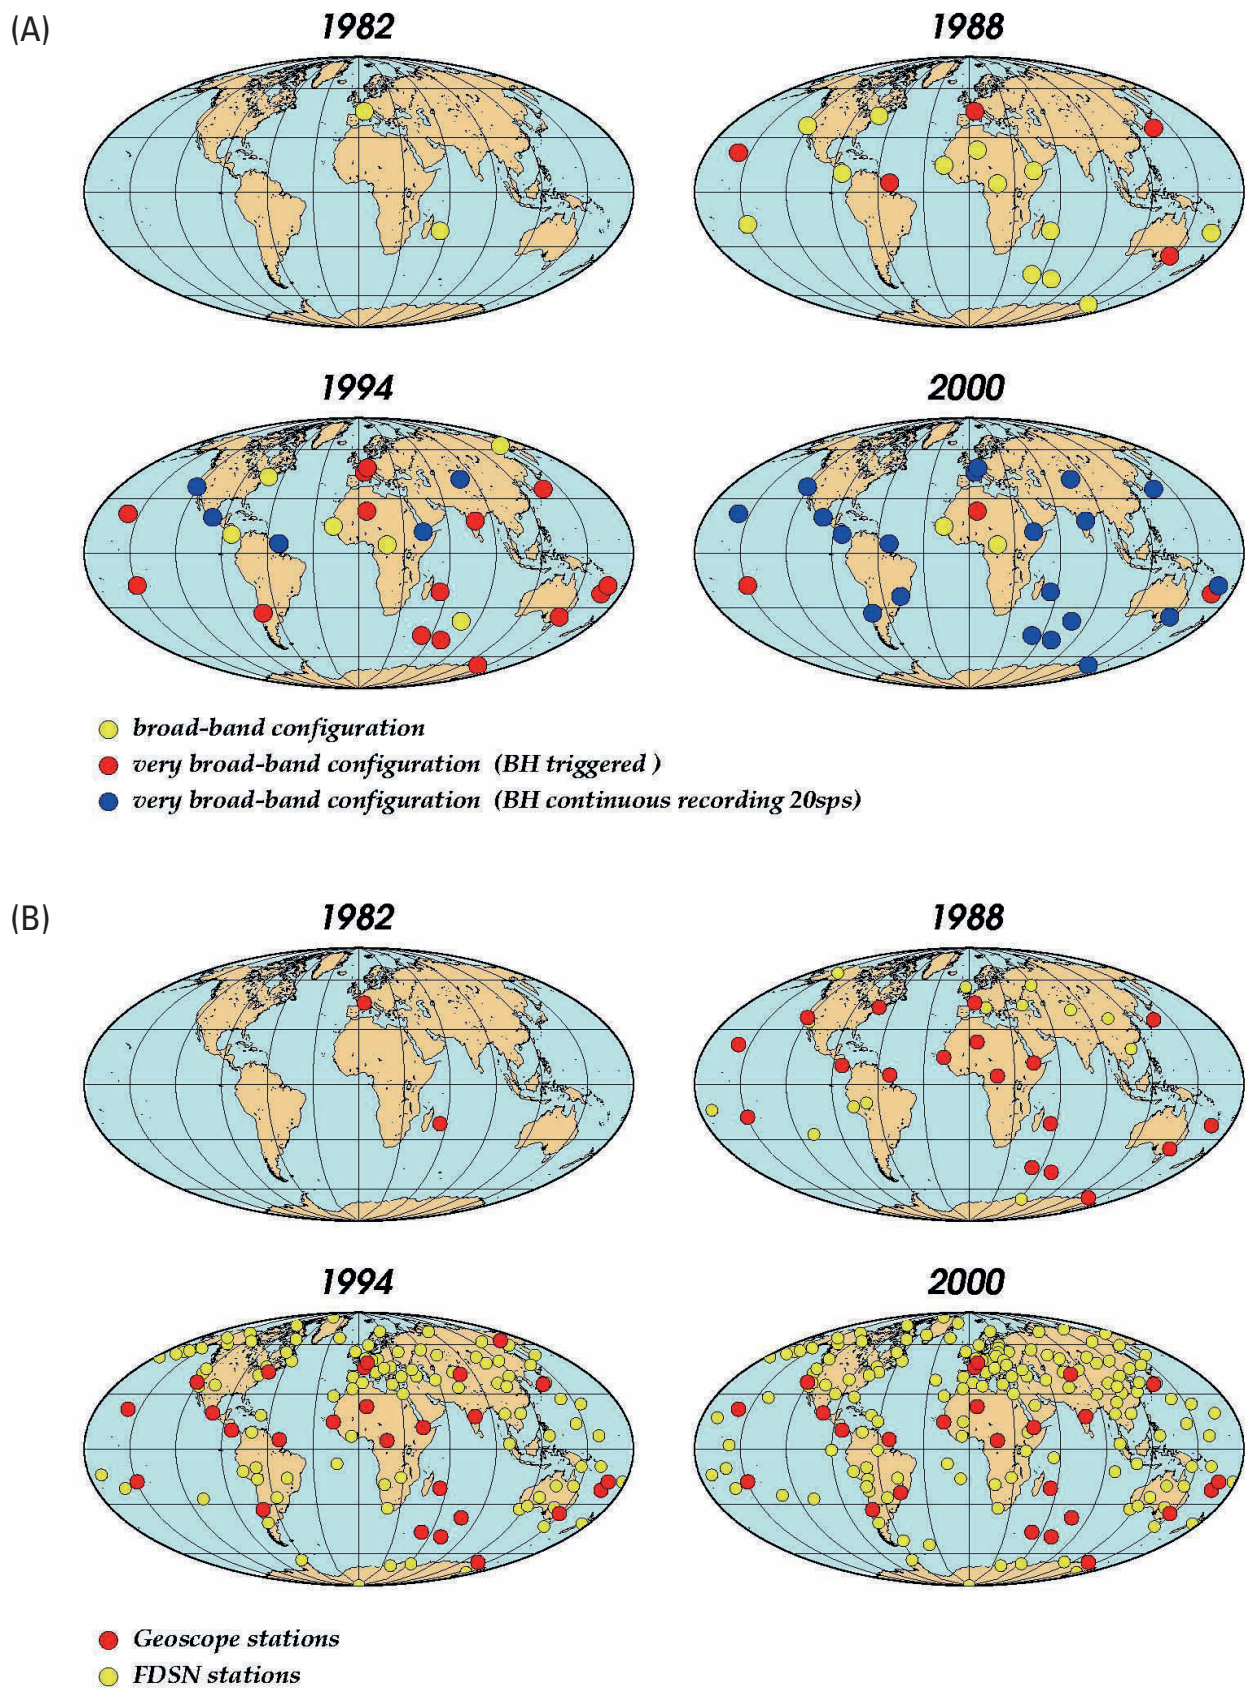 (A)
1982 1988
1994 2000
broad-band configuration
very broad-band configuration (BH triggered )
very broad-band configuration (BH continuous recording 20sps)
(B)
1982 1988
1994 2000
Geoscope stations
FDSN stations